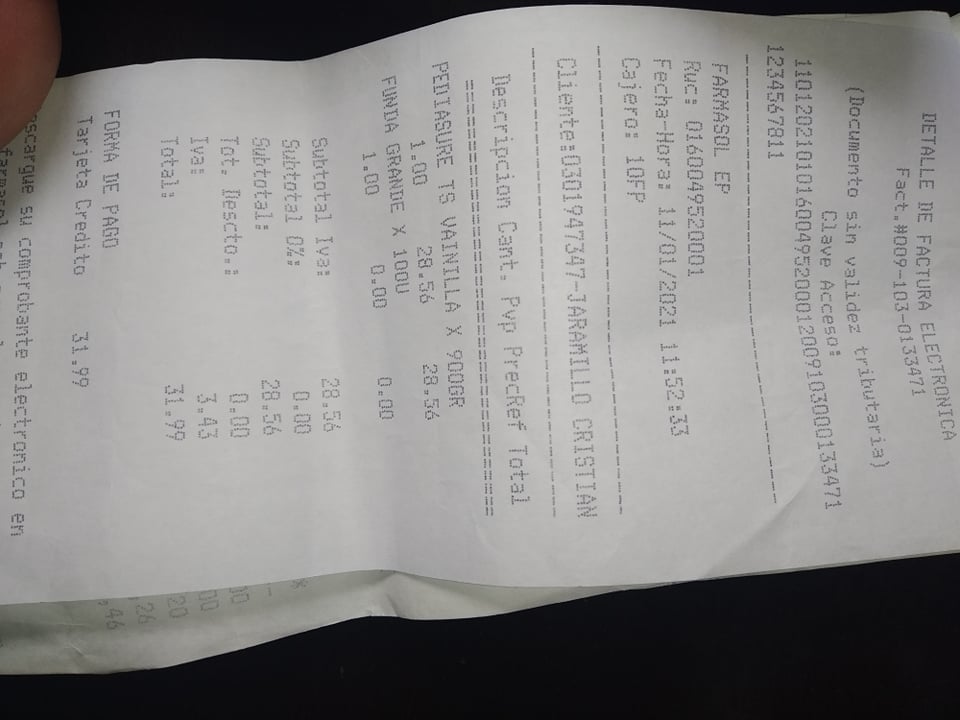 DETALLE DE FACTURA ELECTRONICA
Fact.#009-103-0133471
(Documento sin validez tributaria)
Clave Acceso:
110120210101600495200012009103000133471
1234567811
FARMASOL EP
Ruc: 0160049520001
Fecha-Hora: 11/01/2021 11:52:33
Cajero: 10FP
Cliente:0301947347-JARAMILLO CRISTIAN
Descripcion Cant. Pvp PrecRef Total
PEDIASURE TS VAINILLA X 900GR
1.00 28.56 28.56
FUNDA GRANDE X 100U
1.00 0.00 0.00
Subtotal Iva: 28.56
Subtotal 0%: 0.00
Subtotal: 28.56
Tot. Descto.: 0.00
Iva: 3.43
Total: 31.99
FORMA DE PAGO
Tarjeta Credito 31.99
su comprobante electronico en